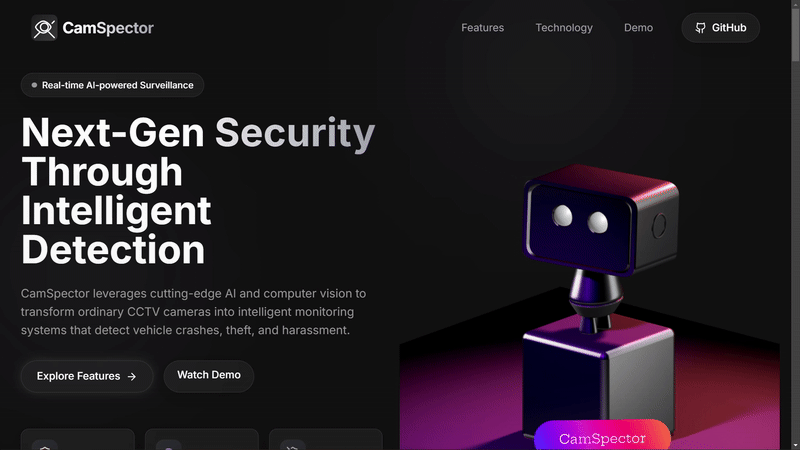 CamSpector
Features
Technology
Demo
GitHub
Real-time AI-powered Surveillance
Next-Gen Security
Through
Intelligent
Detection
CamSpector leverages cutting-edge AI and computer vision to
transform ordinary CCTV cameras into intelligent monitoring
systems that detect vehicle crashes, theft, and harassment.
Explore Features →
Watch Demo
CamSpector